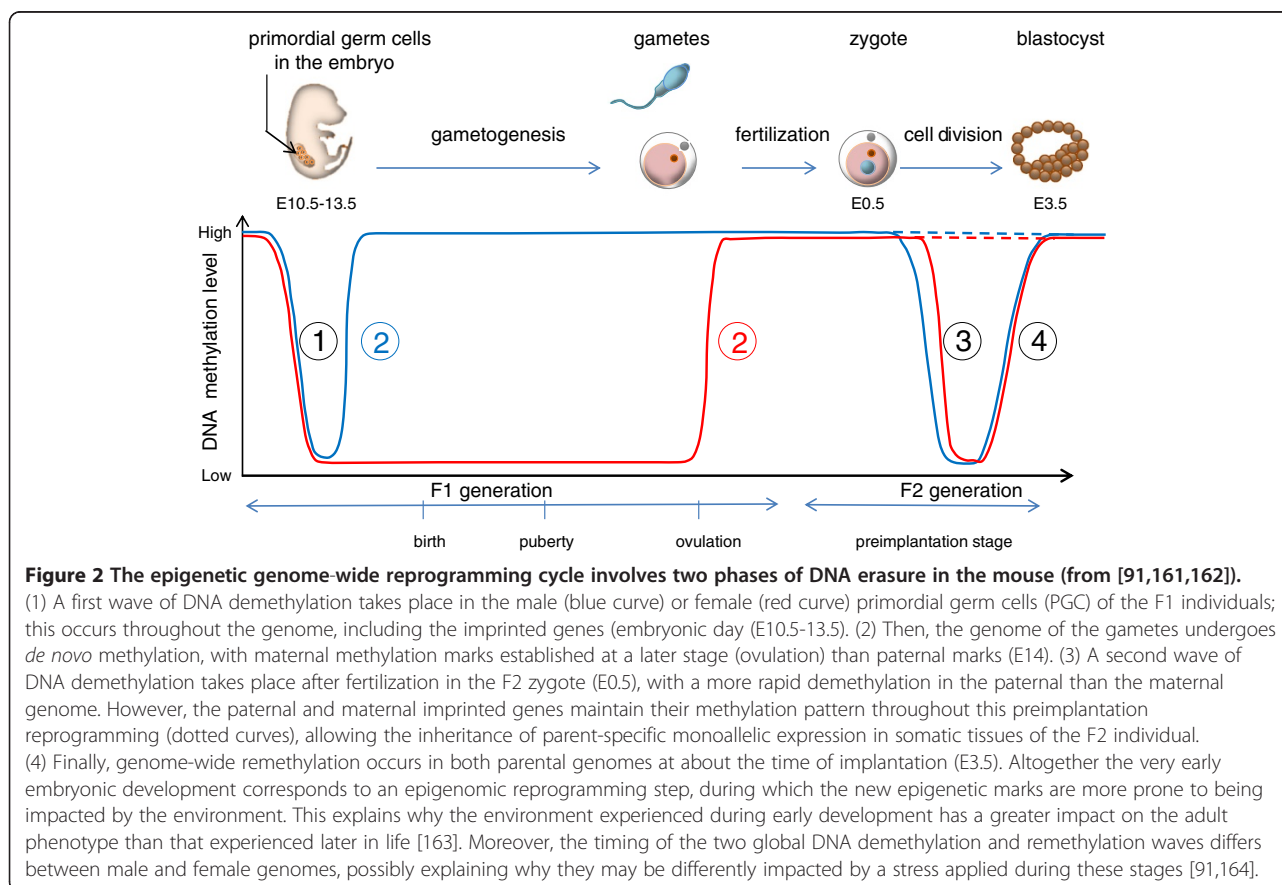 primordial germ cells
in the embryo
gametes
zygote
blastocyst
gametogenesis
fertilization
cell division
E10.5-13.5
E0.5
E3.5
High
DNA methylation level
Low
1
2
2
3
4
F1 generation
F2 generation
birth
puberty
ovulation
preimplantation stage
Figure 2 The epigenetic genome-wide reprogramming cycle involves two phases of DNA erasure in the mouse (from [91,161,162]).
(1) A first wave of DNA demethylation takes place in the male (blue curve) or female (red curve) primordial germ cells (PGC) of the F1 individuals;
this occurs throughout the genome, including the imprinted genes (embryonic day (E10.5-13.5). (2) Then, the genome of the gametes undergoes
de novo methylation, with maternal methylation marks established at a later stage (ovulation) than paternal marks (E14). (3) A second wave of
DNA demethylation takes place after fertilization in the F2 zygote (E0.5), with a more rapid demethylation in the paternal than the maternal
genome. However, the paternal and maternal imprinted genes maintain their methylation pattern throughout this preimplantation
reprogramming (dotted curves), allowing the inheritance of parent-specific monoallelic expression in somatic tissues of the F2 individual.
(4) Finally, genome-wide remethylation occurs in both parental genomes at about the time of implantation (E3.5). Altogether the very early
embryonic development corresponds to an epigenomic reprogramming step, during which the new epigenetic marks are more prone to being
impacted by the environment. This explains why the environment experienced during early development has a greater impact on the adult
phenotype than that experienced later in life [163]. Moreover, the timing of the two global DNA demethylation and remethylation waves differs
between male and female genomes, possibly explaining why they may be differently impacted by a stress applied during these stages [91,164].